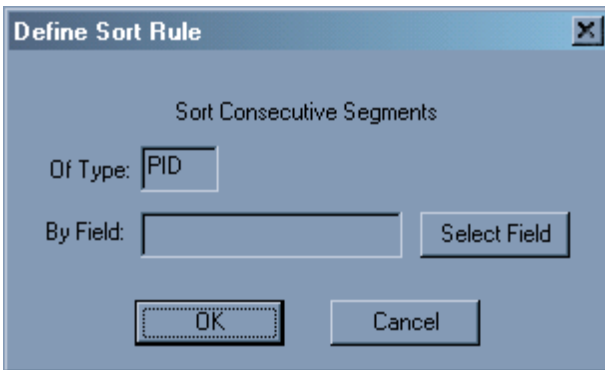 Define Sort Rule
Sort Consecutive Segments
Of Type: PID
By Field: Select Field
OK Cancel